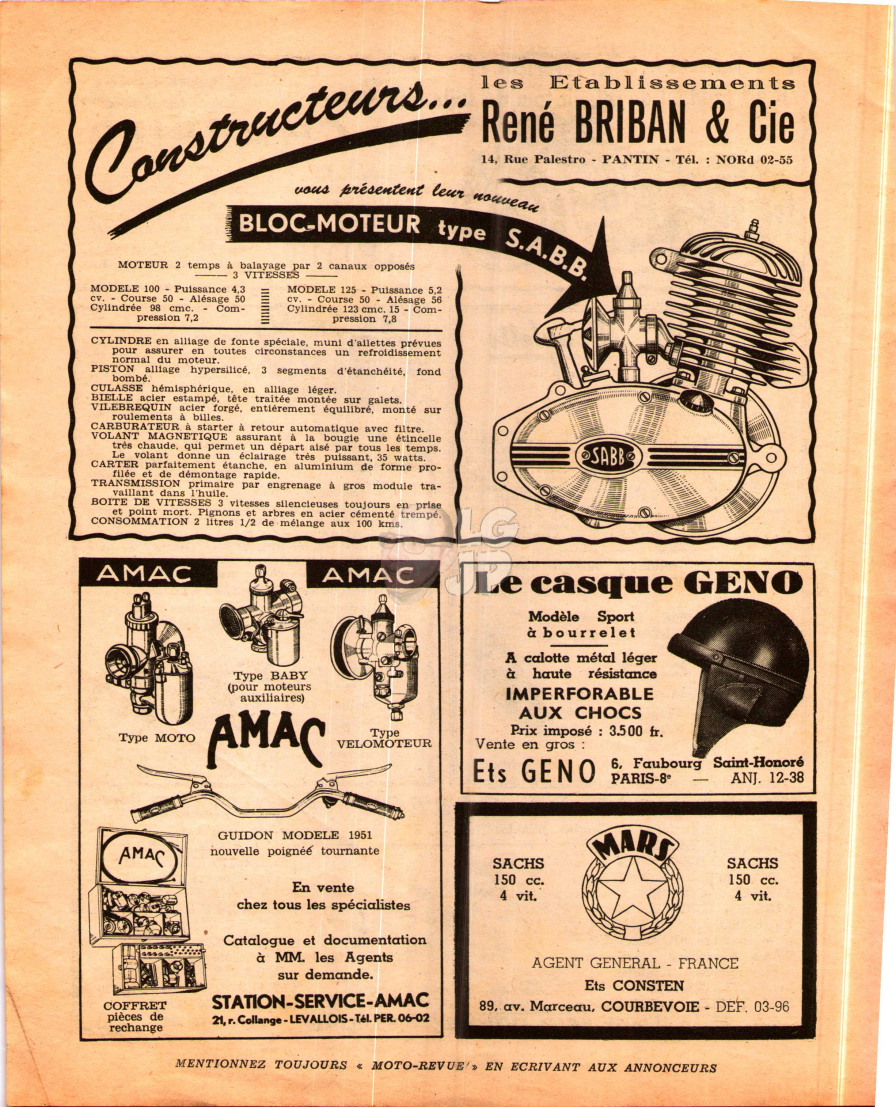 Constructeurs...
les Etablissements
René BRIBAN & Cie
14, Rue Palestro - PANTIN - Tél. : NORd 02-55
vous présentent leur nouveau
BLOC-MOTEUR type S.A.B.B.
MOTEUR 2 temps à balayage par 2 canaux opposés
3 VITESSES
MODELE 100 - Puissance 4,3
cv. - Course 50 - Alésage 50
Cylindrée 98 cmc. - Com-
pression 7,2
MODELE 125 - Puissance 5,2
cv. - Course 50 - Alésage 56
Cylindrée 123 cmc. 15 - Com-
pression 7,8
CYLINDRE en alliage de fonte spéciale, muni d'ailettes prévues
pour assurer en toutes circonstances un refroidissement
normal du moteur.
PISTON alliage hypersilicé, 3 segments d'étanchéité, fond
bombé.
CULASSE hémisphérique, en alliage léger.
BIELLE acier estampé, tête traitée montée sur galets.
VILEBREQUIN acier forgé, entièrement équilibré, monté sur
roulements à billes.
CARBURATEUR à starter à retour automatique avec filtre.
VOLANT MAGNETIQUE assurant à la bougie une étincelle
très chaude, qui permet un départ aisé par tous les temps.
Le volant donne un éclairage très puissant, 35 watts.
CARTER parfaitement étanche, en aluminium de forme pro-
filée et de démontage rapide.
TRANSMISSION primaire par engrenage à gros module tra-
vaillant dans l'huile.
BOITE DE VITESSES 3 vitesses silencieuses toujours en prise
et point mort. Pignons et arbres en acier cémenté trempé.
CONSOMMATION 2 litres 1/2 de mélange aux 100 kms.
SABB
LG
JP
AMAC
AMAC
Type MOTO
Type BABY
(pour moteurs
auxiliaires)
Type
VELOMOTEUR
AMAC
GUIDON MODELE 1951
nouvelle poignée tournante
AMAC
En vente
chez tous les spécialistes
Catalogue et documentation
à MM. les Agents
sur demande.
COFFRET
pièces de
rechange
STATION-SERVICE-AMAC
21, r. Collange - LEVALLOIS - Tél. PER. 06-02
Le casque GENO
Modèle Sport
à bourrelet
A calotte métal léger
à haute résistance
IMPERFORABLE
AUX CHOCS
Prix imposé : 3.500 fr.
Vente en gros :
Ets GENO
6, Faubourg Saint-Honoré
PARIS-8e — ANJ. 12-38
MARS
SACHS
150 cc.
4 vit.
SACHS
150 cc.
4 vit.
AGENT GENERAL - FRANCE
Ets CONSTEN
89, av. Marceau, COURBEVOIE - DEF. 03-96
MENTIONNEZ TOUJOURS « MOTO-REVUE » EN ECRIVANT AUX ANNONCEURS